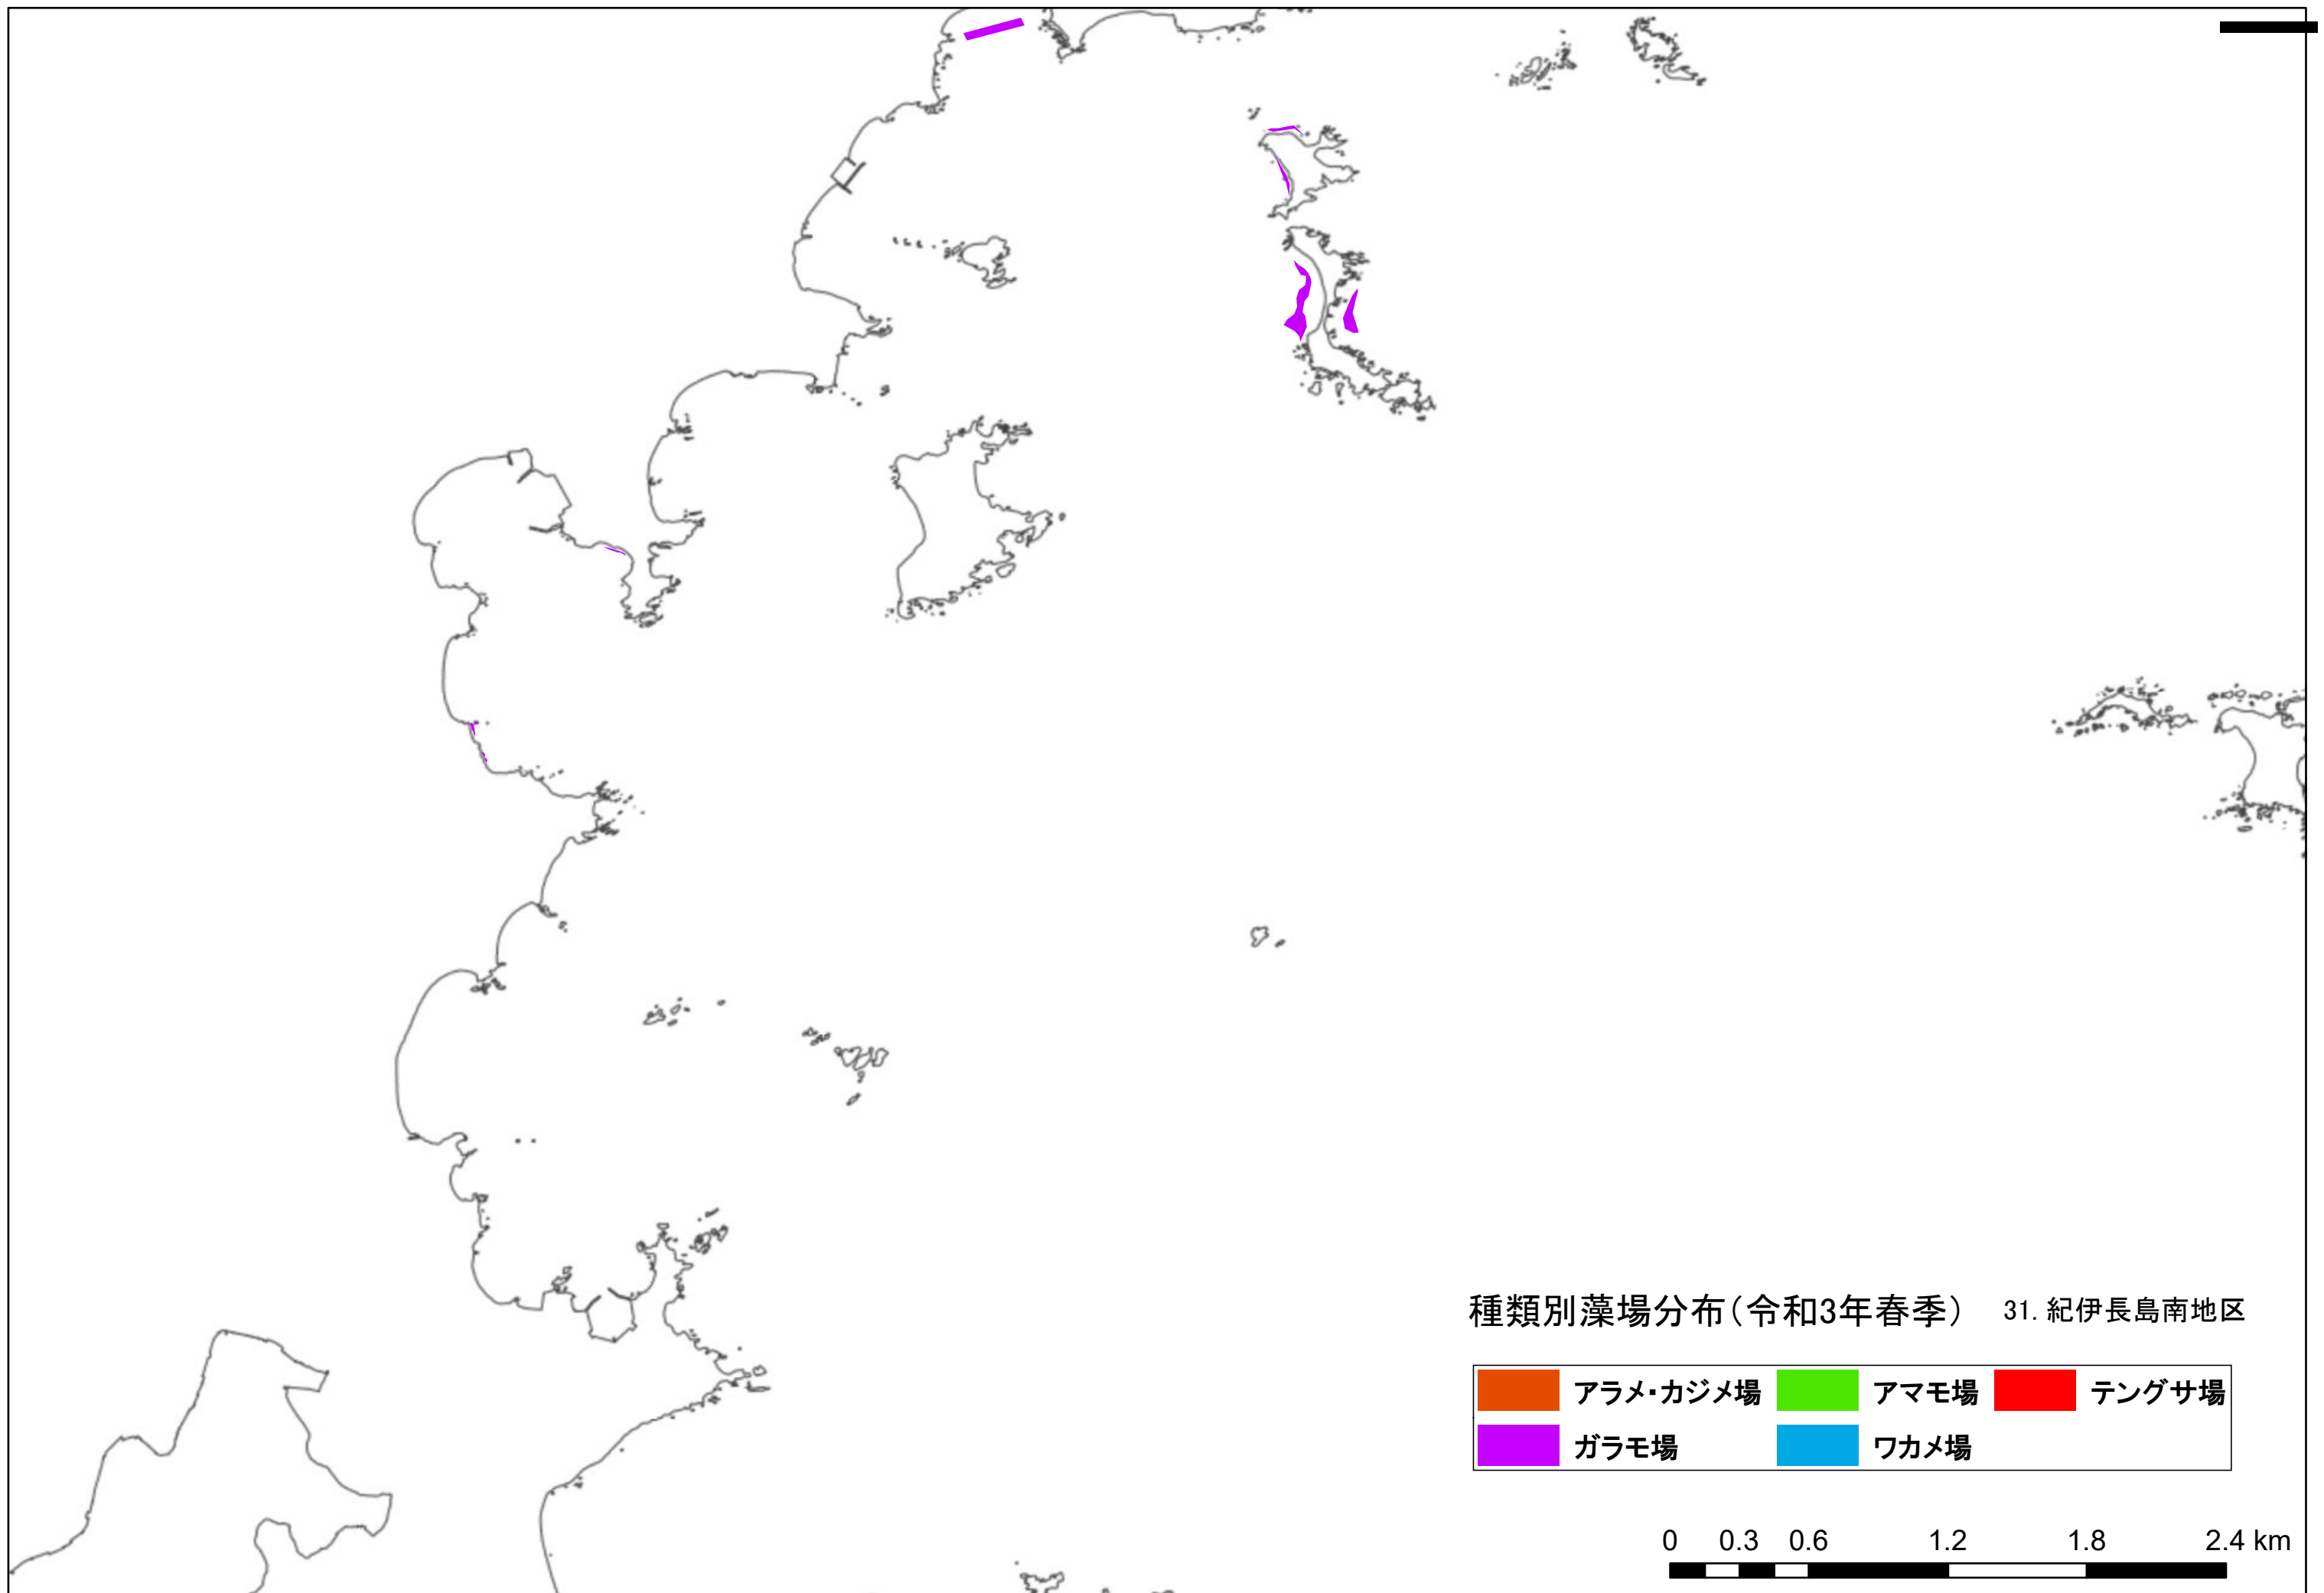 種類別藻場分布（令和3年春季） 31. 紀伊長島南地区
アラメ・カジメ場 アマモ場 テングサ場
ガラモ場 ワカメ場
0 0.3 0.6 1.2 1.8 2.4 km